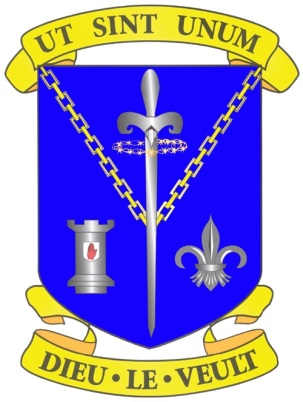 UT SINT UNUM
DIEU · LE · VEULT